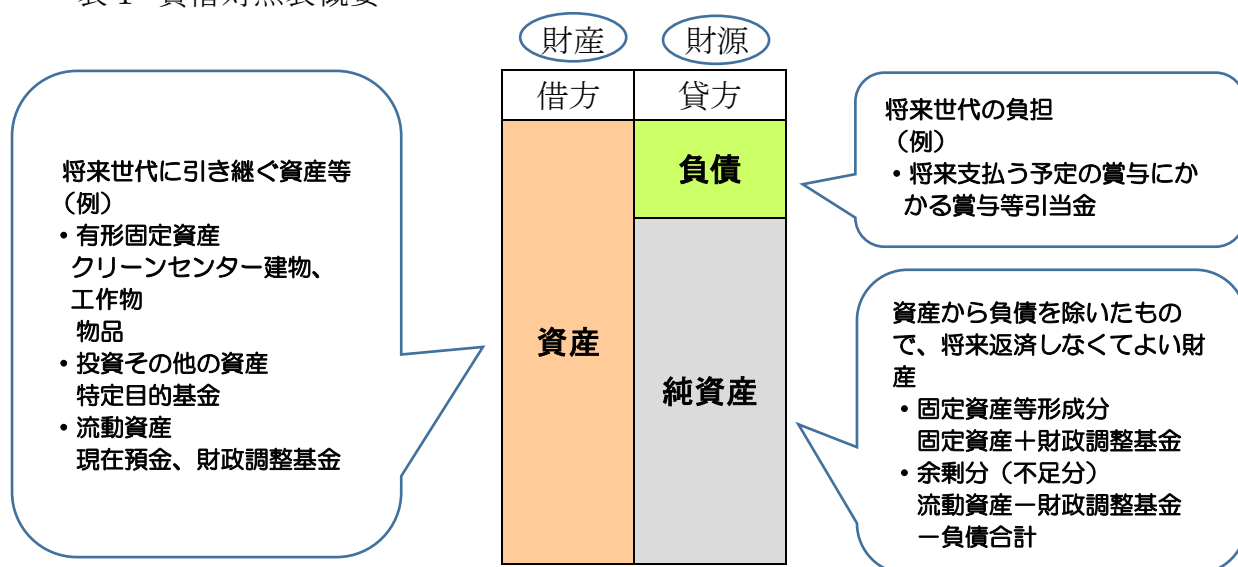 表1 貸借対照表概要
財産
財源
借方
貸方
将来世代に引き継ぐ資産等
（例）
・有形固定資産
クリーンセンター建物、
工作物
物品
・投資その他の資産
特定目的基金
・流動資産
現在預金、財政調整基金
資産
負債
純資産
将来世代の負担
（例）
・将来支払う予定の賞与にか
かる賞与等引当金
資産から負債を除いたもの
で、将来返済しなくてよい財
産
・固定資産等形成分
固定資産＋財政調整基金
・余剰分（不足分）
流動資産－財政調整基金
－負債合計